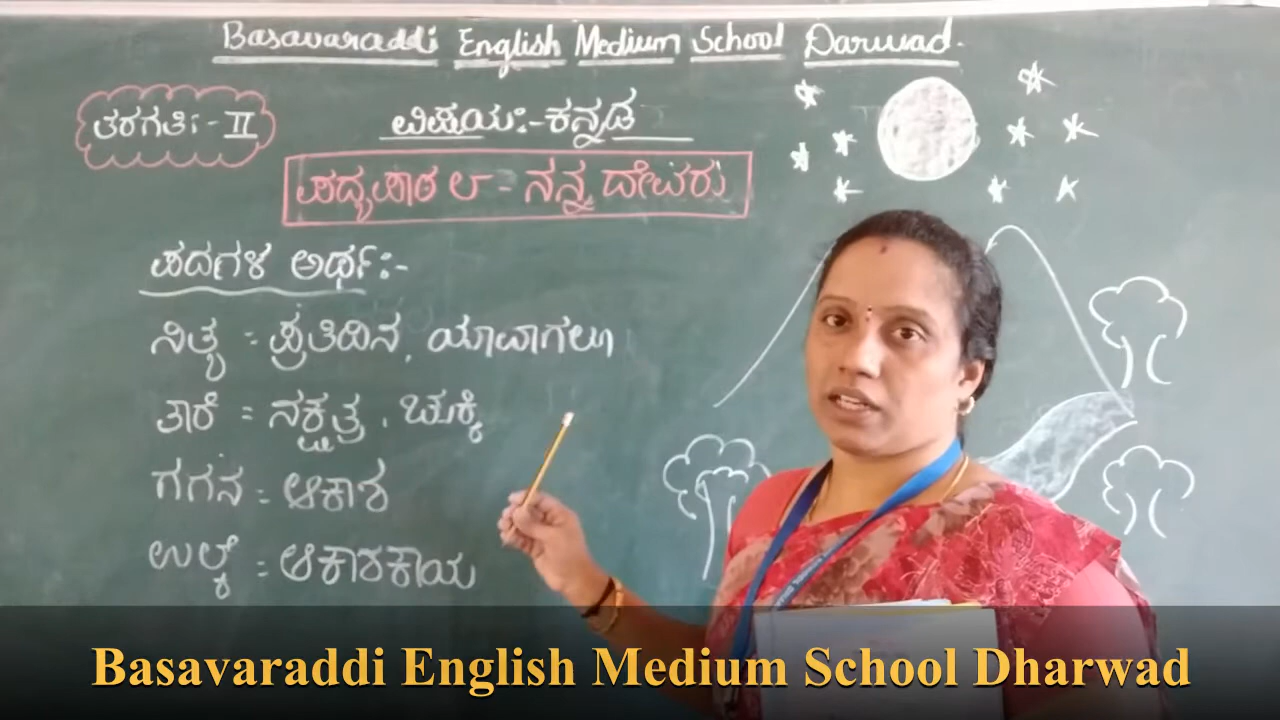 Basavaraddi English Medium School Darwad.
ತರಗತಿ:- II
ವಿಷಯ:- ಕನ್ನಡ
ಪದ್ಯಪಾಠ ೮ - ನನ್ನ ದೇವರು
ಪದಗಳ ಅರ್ಥ:-
ನಿತ್ಯ = ಪ್ರತಿದಿನ, ಯಾವಾಗಲೂ
ತಾರೆ = ನಕ್ಷತ್ರ, ಚುಕ್ಕಿ
ಗಗನ = ಆಕಾಶ
ಉಲ್ಕೆ = ಆಕಾಶಕಾಯ
Basavaraddi English Medium School Dharwad